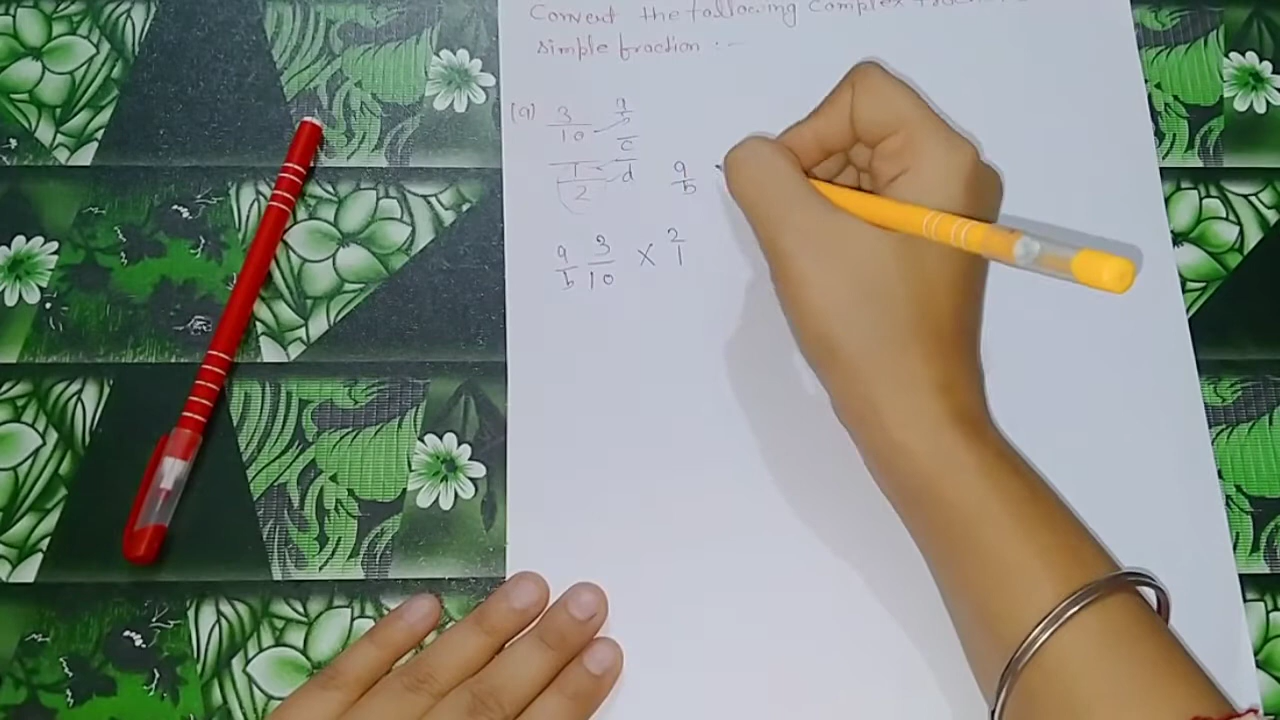 Convert the following Complex
simple fraction :-
(a) 3/10 a/b
1/2 c/d
a/b
a/b 3/10 × 2/1